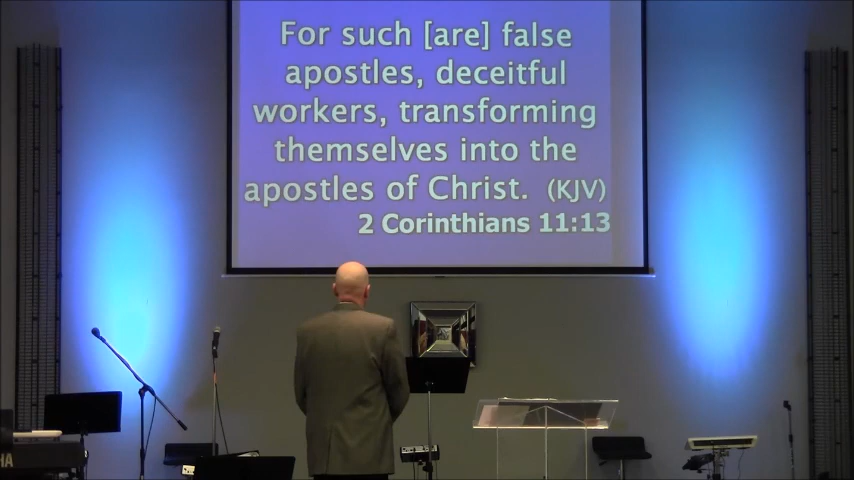 For such [are] false
apostles, deceitful
workers, transforming
themselves into the
apostles of Christ. (KJV)
2 Corinthians 11:13
HA